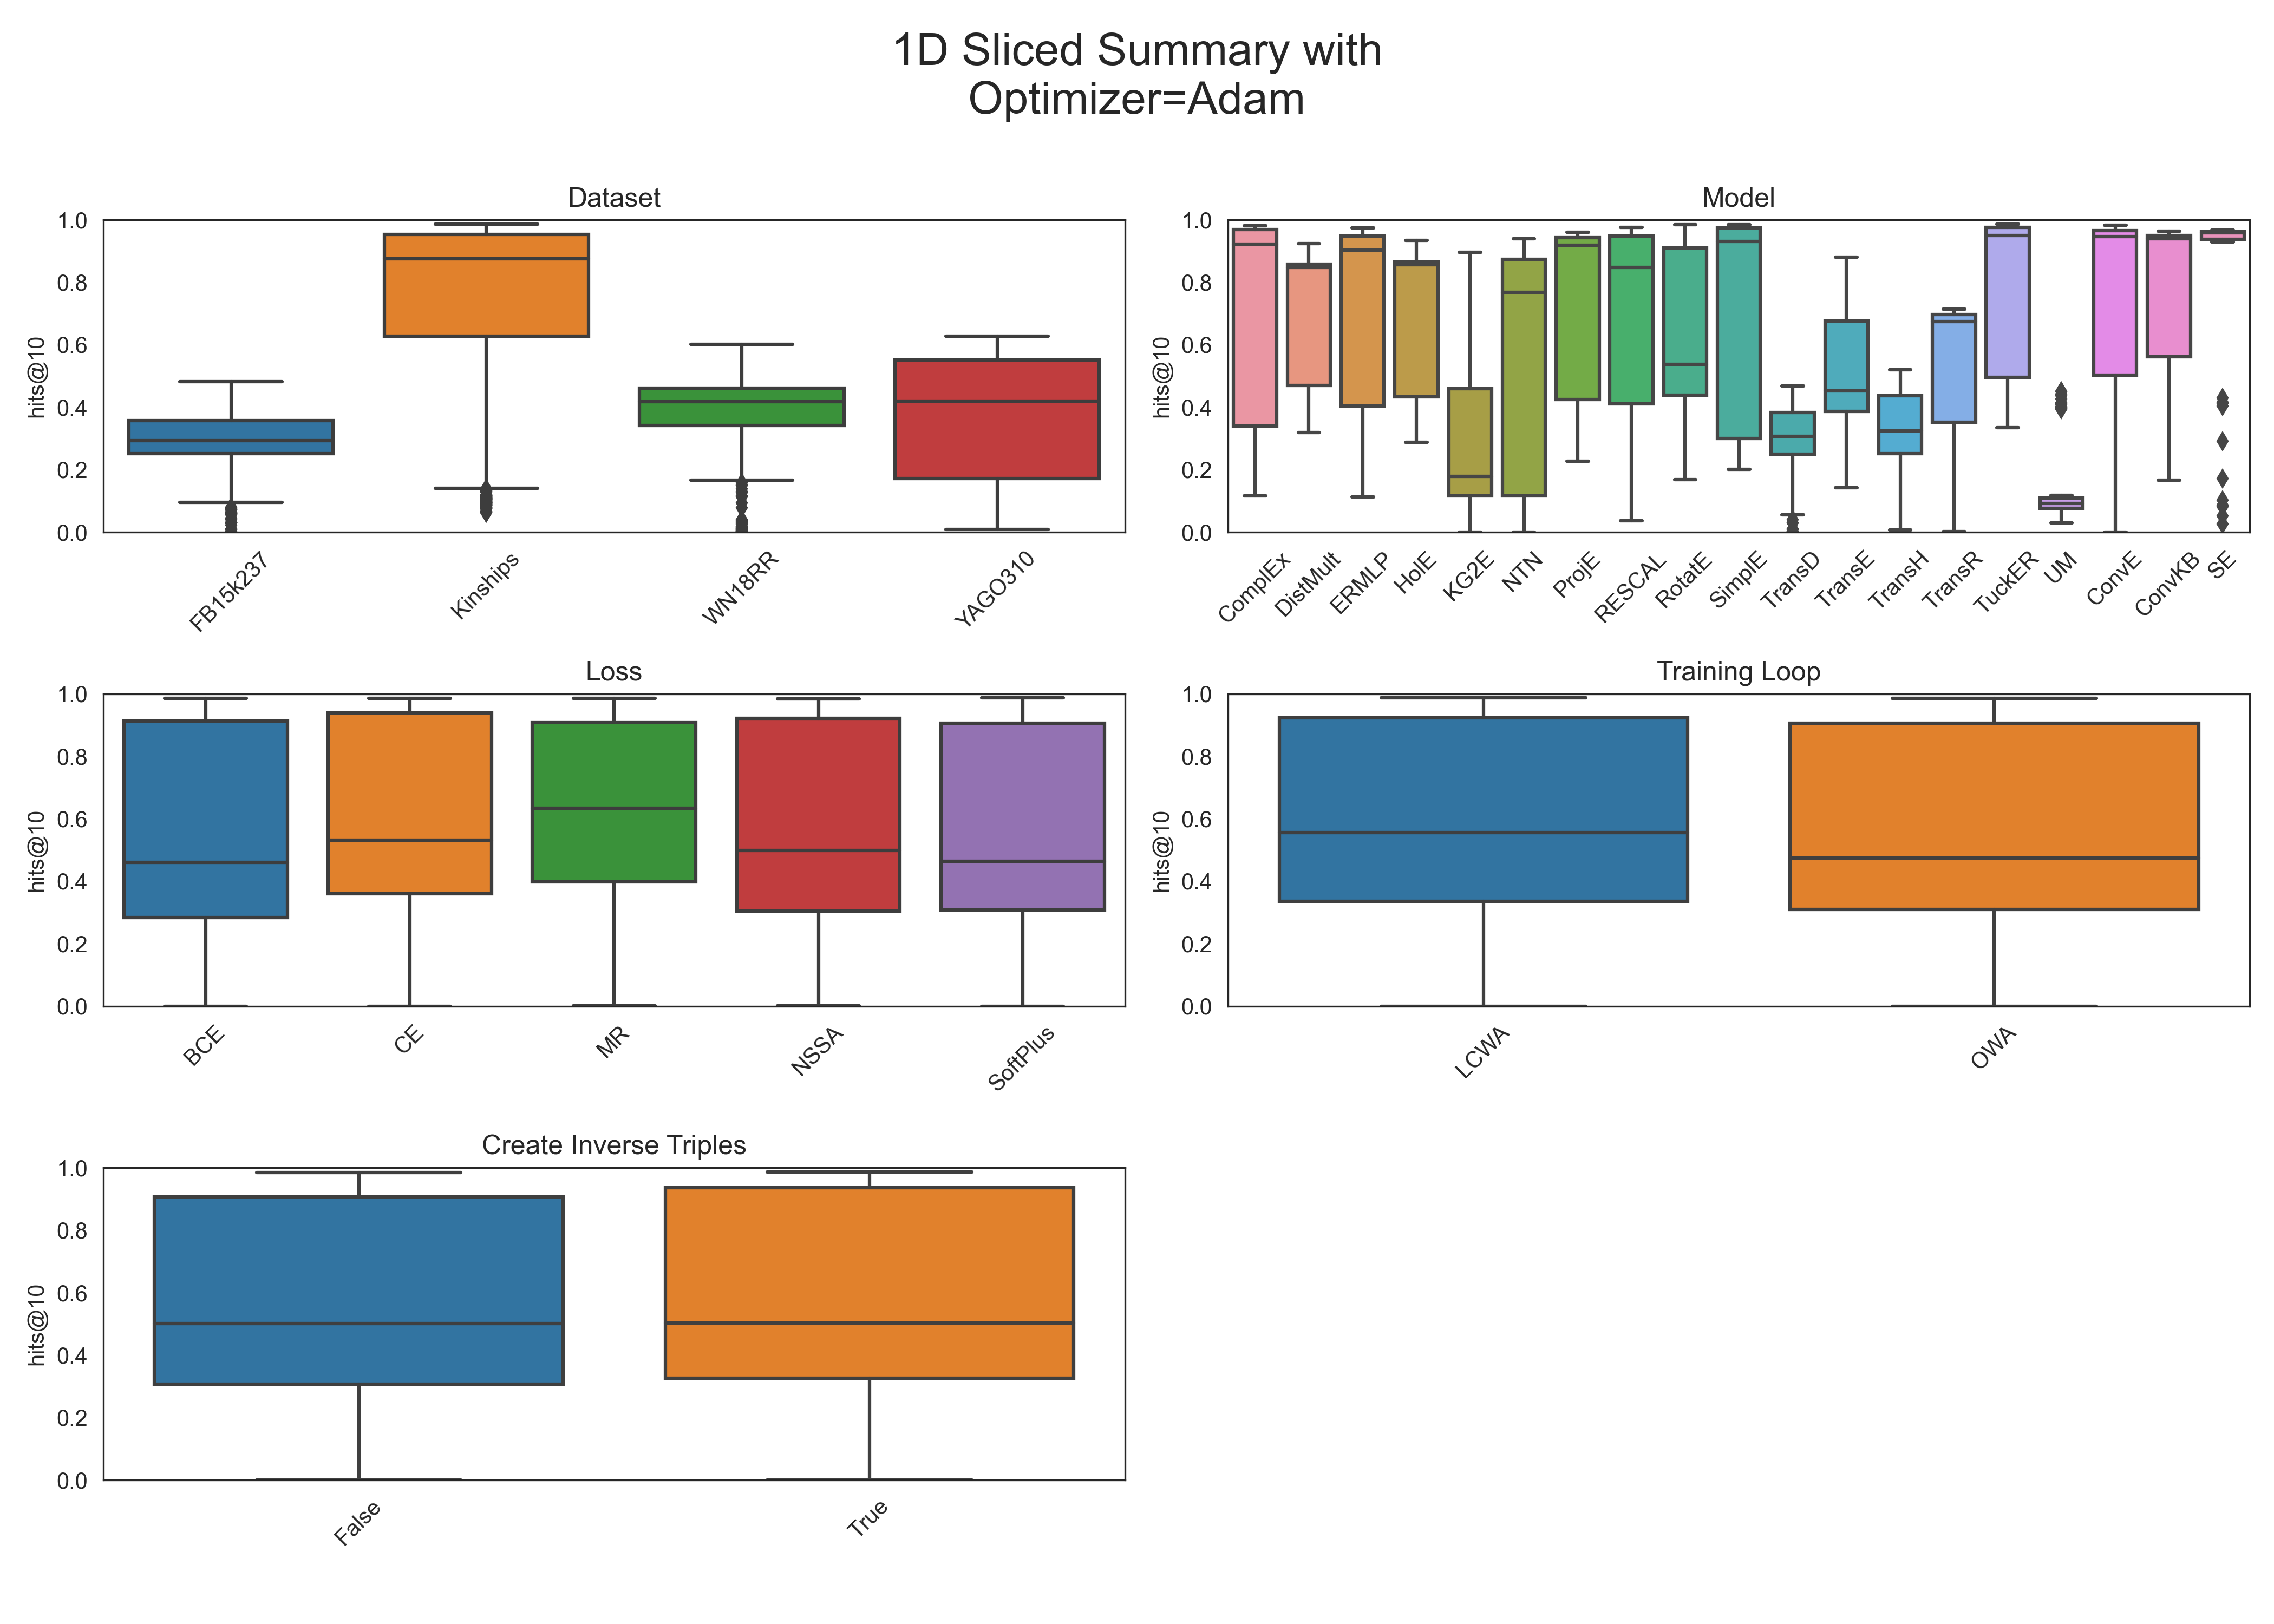 1D Sliced Summary with
Optimizer=Adam
Dataset
hits@10
1.0
0.8
0.6
0.4
0.2
0.0
FB15k237
Kinships
WN18RR
YAGO310
Model
hits@10
1.0
0.8
0.6
0.4
0.2
0.0
ComplEx
DistMult
ERMLP
HolE
KG2E
NTN
ProjE
RESCAL
RotatE
SimplE
TransD
TransE
TransH
TransR
TuckER
UM
ConvE
ConvKB
SE
Loss
hits@10
1.0
0.8
0.6
0.4
0.2
0.0
BCE
CE
MR
NSSA
SoftPlus
Training Loop
hits@10
1.0
0.8
0.6
0.4
0.2
0.0
LCWA
OWA
Create Inverse Triples
hits@10
1.0
0.8
0.6
0.4
0.2
0.0
False
True